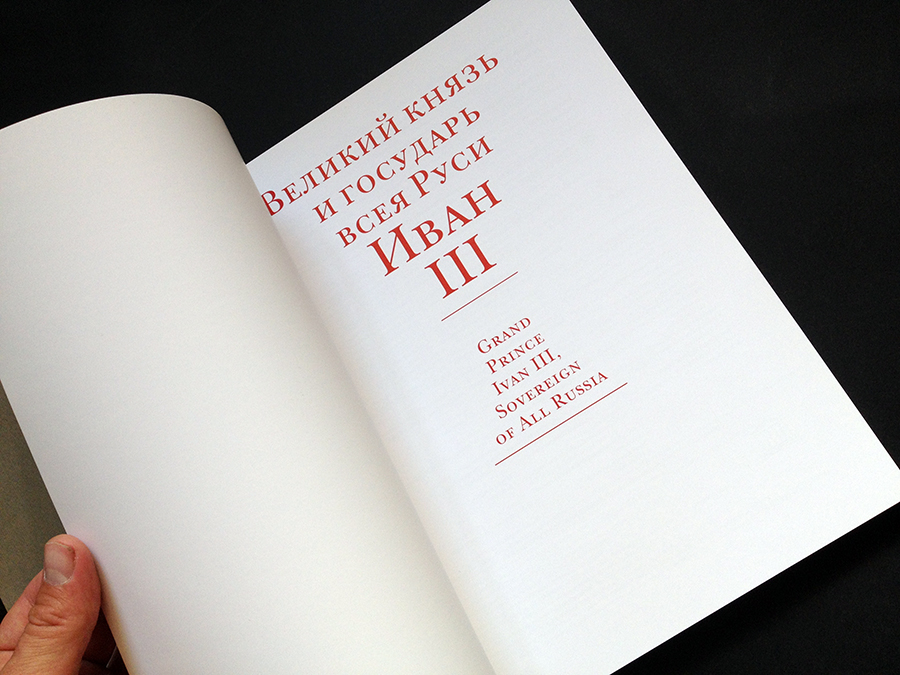 Великий князь
и государь
всея Руси
Иван
III
Grand
Prince
Ivan III,
Sovereign
of All Russia